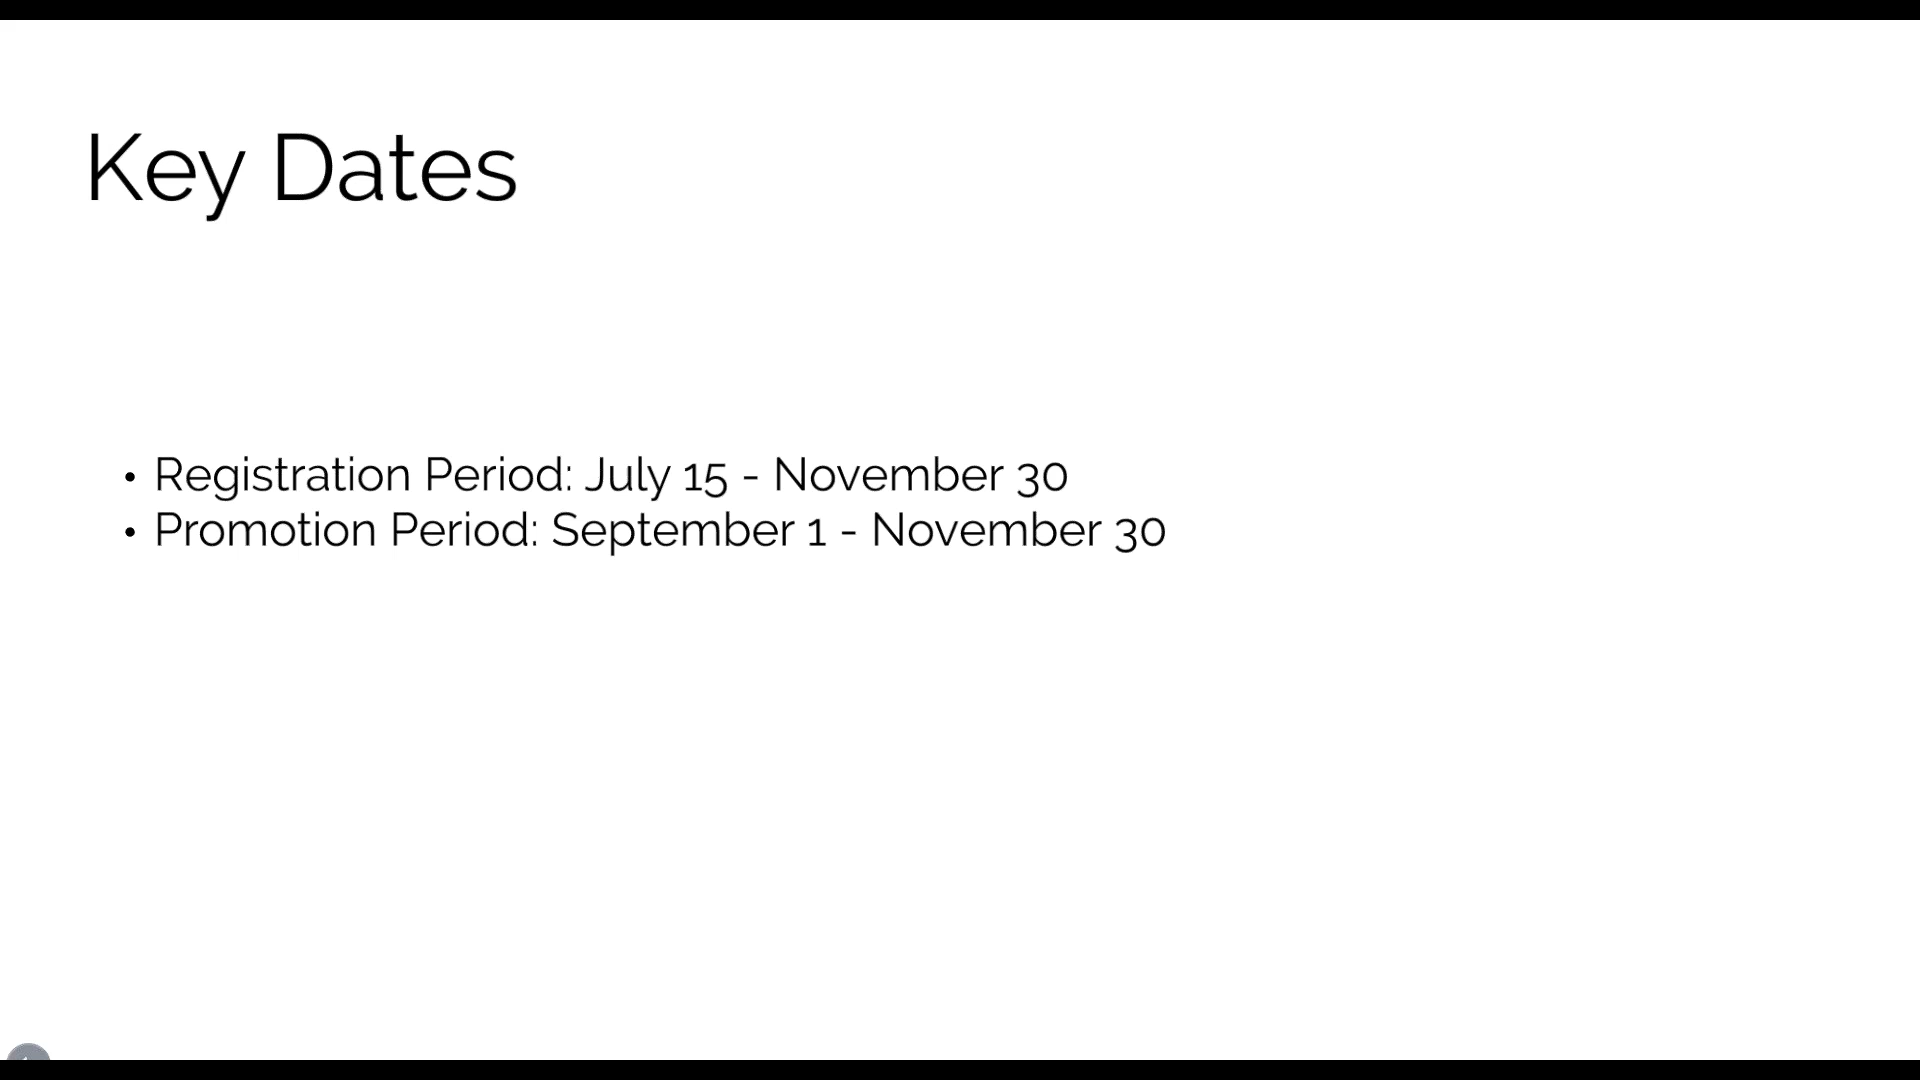 Key Dates
• Registration Period: July 15 - November 30
• Promotion Period: September 1 - November 30